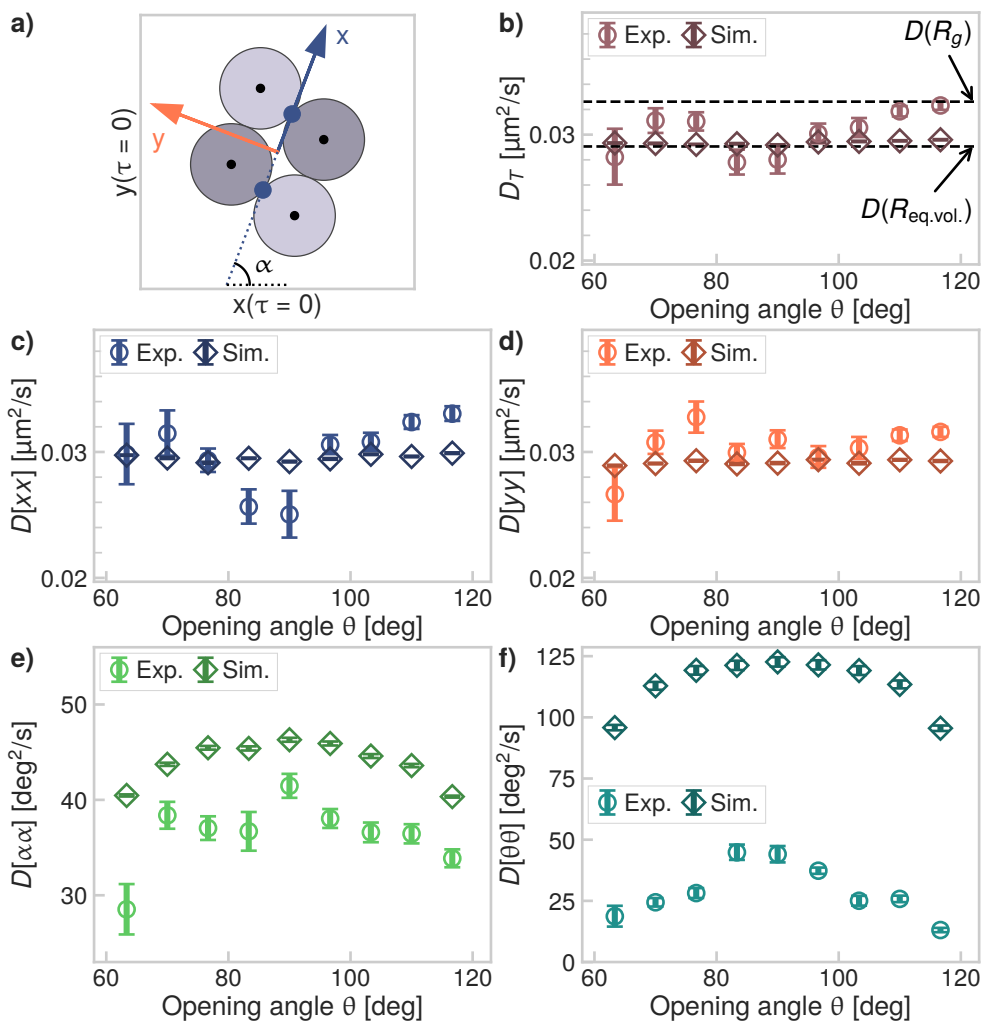 a)
x
y
α
y(τ = 0)
x(τ = 0)
b)
Exp. Sim.
D(R_g)
D(R_eq.vol.)
D_T [μm²/s]
0.03
0.02
60 80 100 120
Opening angle θ [deg]
c)
Exp. Sim.
D[xx] [μm²/s]
0.03
0.02
60 80 100 120
Opening angle θ [deg]
d)
Exp. Sim.
D[yy] [μm²/s]
0.03
0.02
60 80 100 120
Opening angle θ [deg]
e)
Exp. Sim.
D[αα] [deg²/s]
50
40
30
60 80 100 120
Opening angle θ [deg]
f)
Exp. Sim.
D[θθ] [deg²/s]
125
100
75
50
25
0
60 80 100 120
Opening angle θ [deg]